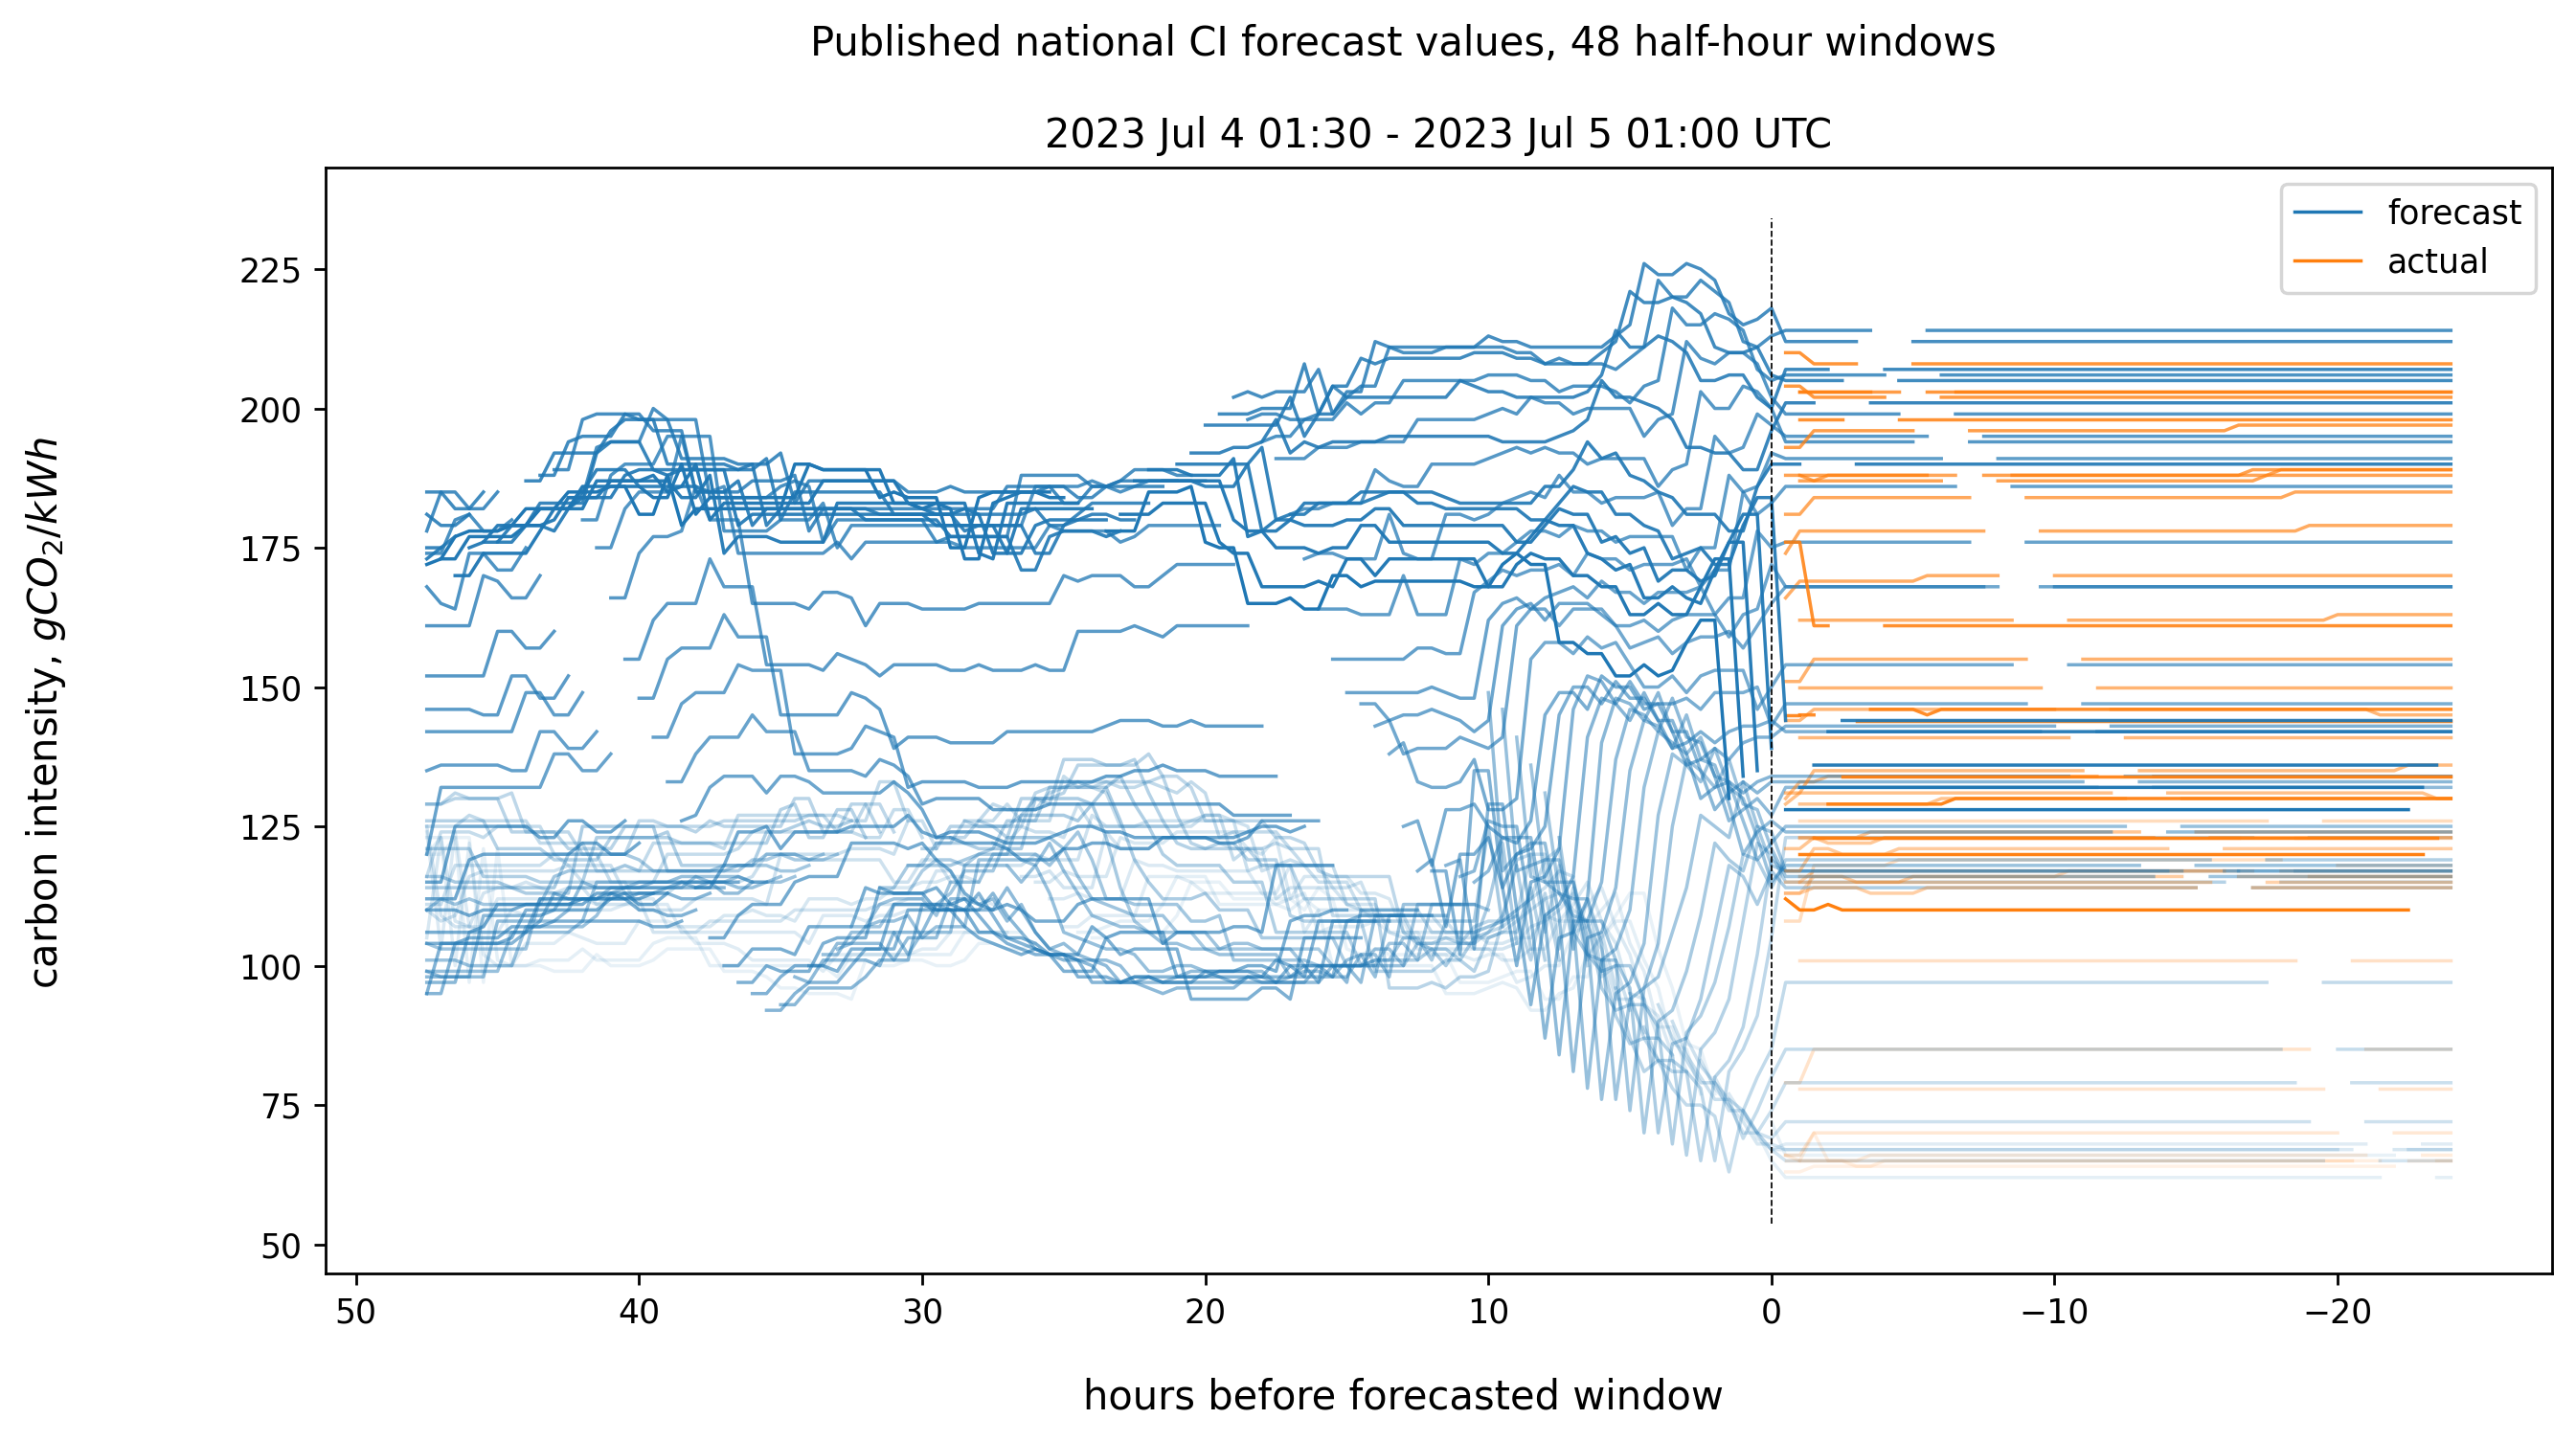 Published national CI forecast values, 48 half-hour windows
2023 Jul 4 01:30 - 2023 Jul 5 01:00 UTC
forecast
actual
carbon intensity, gCO₂/kWh
225
200
175
150
125
100
75
50
50 40 30 20 10 0 −10 −20
hours before forecasted window